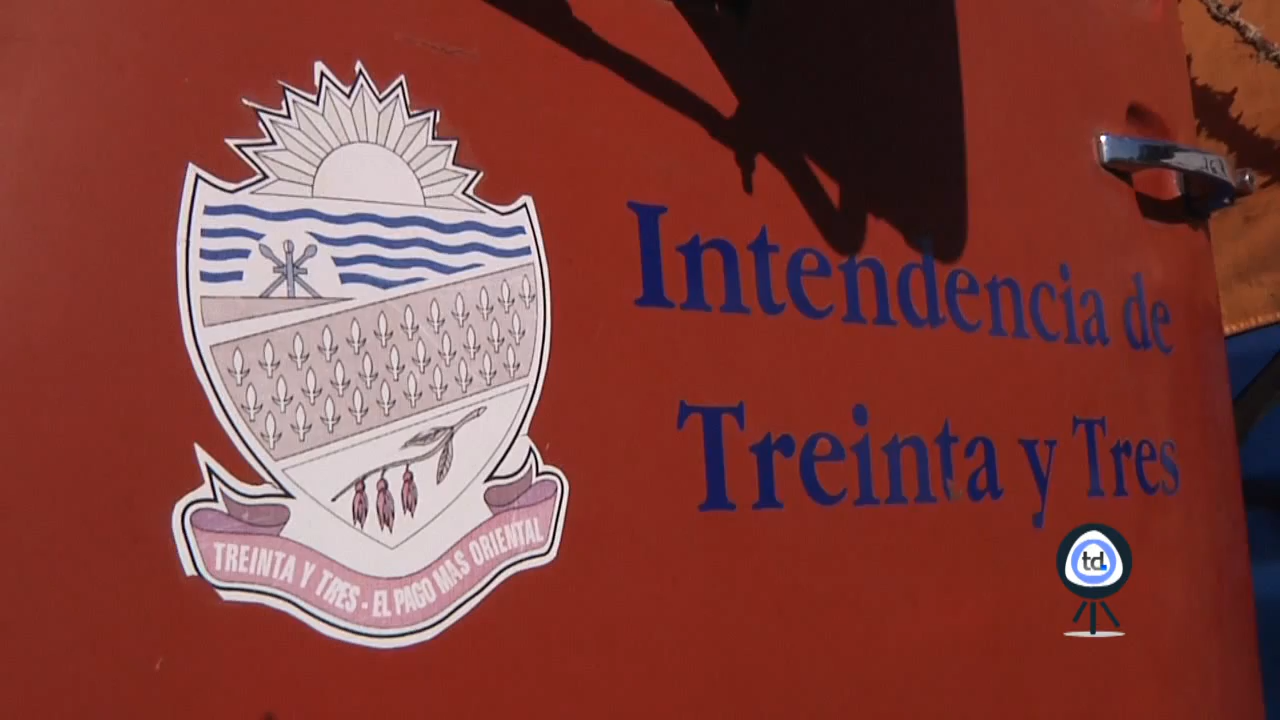 Intendencia de
Treinta y Tres
TREINTA Y TRES - EL PAGO MAS ORIENTAL
td.